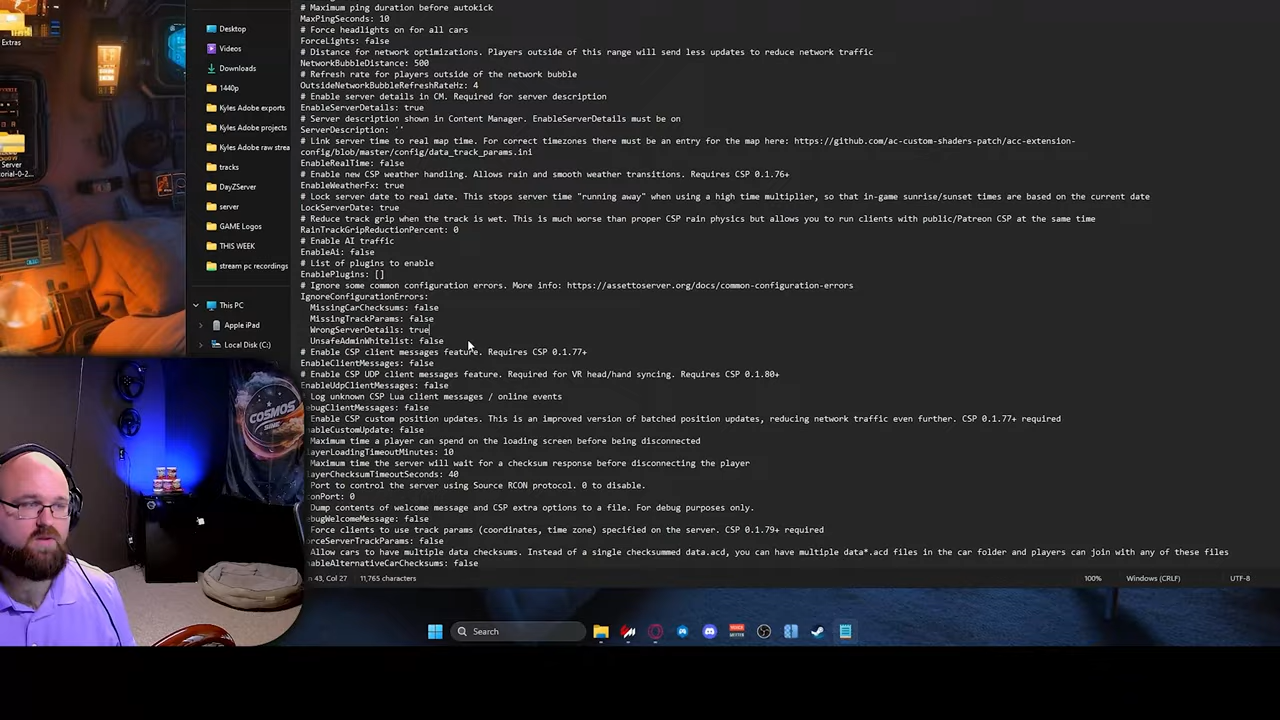 Extras
Server
torial-0-2...
Desktop
Videos
Downloads
1440p
Kyles Adobe exports
Kyles Adobe projects
Kyles Adobe raw strea
tracks
DayZServer
server
GAME Logos
THIS WEEK
stream pc recordings
This PC
Apple iPad
Local Disk (C:)
# Maximum ping duration before autokick
MaxPingSeconds: 10
# Force headlights on for all cars
ForceLights: false
# Distance for network optimizations. Players outside of this range will send less updates to reduce network traffic
NetworkBubbleDistance: 500
# Refresh rate for players outside of the network bubble
OutsideNetworkBubbleRefreshRateHz: 4
# Enable server details in CM. Required for server description
EnableServerDetails: true
# Server description shown in Content Manager. EnableServerDetails must be on
ServerDescription: ''
# Link server time to real map time. For correct timezones there must be an entry for the map here: https://github.com/ac-custom-shaders-patch/acc-extension-
config/blob/master/config/data_track_params.ini
EnableRealTime: false
# Enable new CSP weather handling. Allows rain and smooth weather transitions. Requires CSP 0.1.76+
EnableWeatherFx: true
# Lock server date to real date. This stops server time "running away" when using a high time multiplier, so that in-game sunrise/sunset times are based on the current date
LockServerDate: true
# Reduce track grip when the track is wet. This is much worse than proper CSP rain physics but allows you to run clients with public/Patreon CSP at the same time
RainTrackGripReductionPercent: 0
# Enable AI traffic
EnableAi: false
# List of plugins to enable
EnablePlugins: []
# Ignore some common configuration errors. More info: https://assettoserver.org/docs/common-configuration-errors
IgnoreConfigurationErrors:
MissingCarChecksums: false
MissingTrackParams: false
WrongServerDetails: true
UnsafeAdminWhitelist: false
# Enable CSP client messages feature. Requires CSP 0.1.77+
EnableClientMessages: false
# Enable CSP UDP client messages feature. Required for VR head/hand syncing. Requires CSP 0.1.80+
EnableUdpClientMessages: false
Log unknown CSP Lua client messages / online events
ebugClientMessages: false
Enable CSP custom position updates. This is an improved version of batched position updates, reducing network traffic even further. CSP 0.1.77+ required
nableCustomUpdate: false
Maximum time a player can spend on the loading screen before being disconnected
layerLoadingTimeoutMinutes: 10
Maximum time the server will wait for a checksum response before disconnecting the player
layerChecksumTimeoutSeconds: 40
Port to control the server using Source RCON protocol. 0 to disable.
conPort: 0
Dump contents of welcome message and CSP extra options to a file. For debug purposes only.
ebugWelcomeMessage: false
Force clients to use track params (coordinates, time zone) specified on the server. CSP 0.1.79+ required
orceServerTrackParams: false
Allow cars to have multiple data checksums. Instead of a single checksummed data.acd, you can have multiple data*.acd files in the car folder and players can join with any of these files
nableAlternativeCarChecksums: false
n 43, Col 27
11,765 characters
100%
Windows (CRLF)
UTF-8
COSMOS
Search